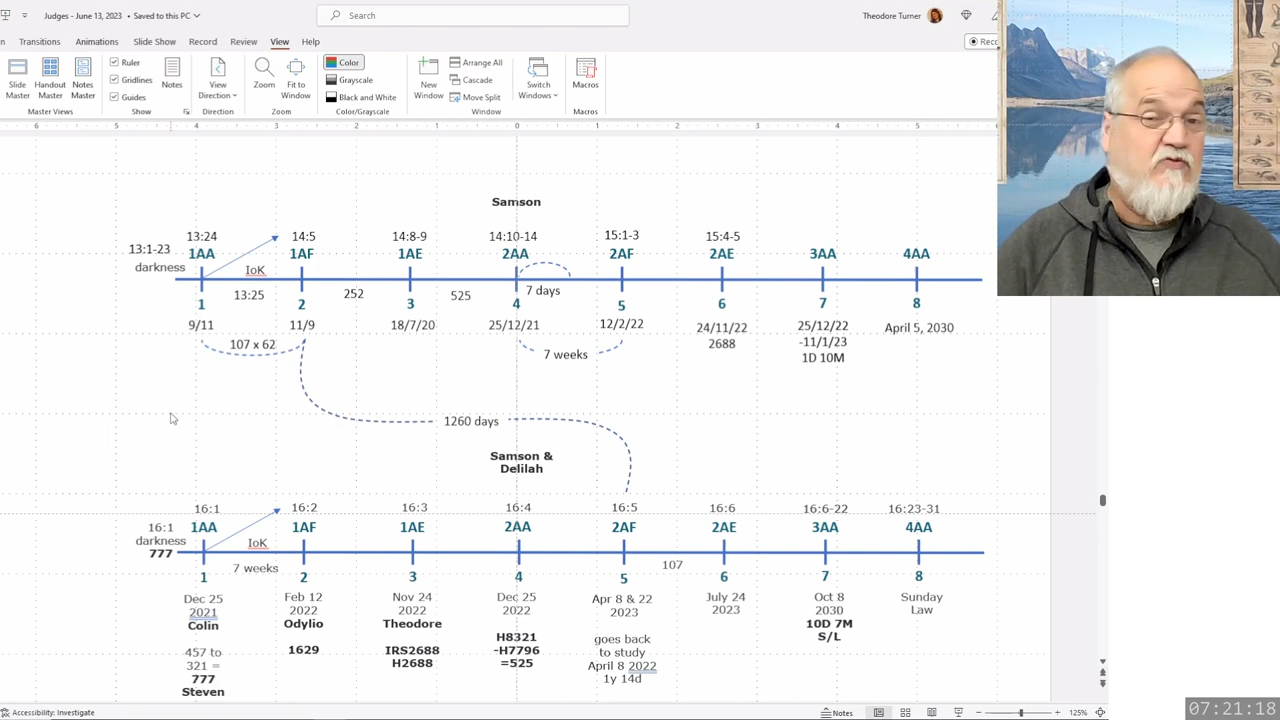 Judges - June 13, 2023 • Saved to this PC
Search
Theodore Turner
Transitions Animations Slide Show Record Review View Help
Slide Master
Handout Master
Notes Master
Master Views
Ruler
Gridlines
Guides
Show
Notes
View Direction
Direction
Zoom
Fit to Window
Zoom
Color
Grayscale
Black and White
Color/Grayscale
New Window
Arrange All
Cascade
Move Split
Switch Windows
Window
Macros
Macros
6 5 4 3 2 1 0 1 2 3 4 5
Samson
13:24 14:5 14:8-9 14:10-14 15:1-3 15:4-5
13:1-23
1AA 1AF 1AE 2AA 2AF 2AE 3AA 4AA
darkness
IoK
13:25 252 525 7 days
1 2 3 4 5 6 7 8
9/11 11/9 18/7/20 25/12/21 12/2/22 24/11/22 25/12/22 April 5, 2030
2688 -11/1/23
107 x 62 7 weeks 1D 10M
1260 days
Samson &
Delilah
16:1 16:2 16:3 16:4 16:5 16:6 16:6-22 16:23-31
16:1
1AA 1AF 1AE 2AA 2AF 2AE 3AA 4AA
darkness
777
IoK
7 weeks 107
1 2 3 4 5 6 7 8
Dec 25
2021
Colin
457 to
321 =
777
Steven
Feb 12
2022
Odylio
1629
Nov 24
2022
Theodore
IRS2688
H2688
Dec 25
2022
H8321
-H7796
=525
Apr 8 & 22
2023
goes back
to study
April 8 2022
1y 14d
July 24
2023
Oct 8
2030
10D 7M
S/L
Sunday
Law
Accessibility: Investigate
Notes
125%
07:21:18